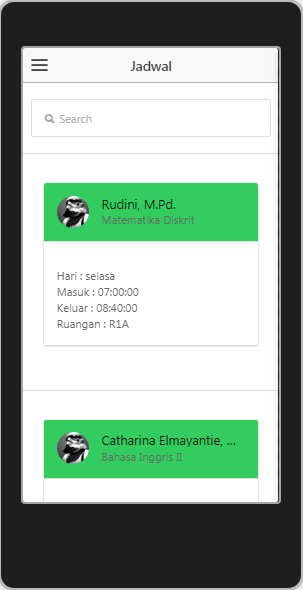 Jadwal
Search
Rudini, M.Pd.
Matematika Diskrit
Hari : selasa
Masuk : 07:00:00
Keluar : 08:40:00
Ruangan : R1A
Catharina Elmayantie, ...
Bahasa Inggris II